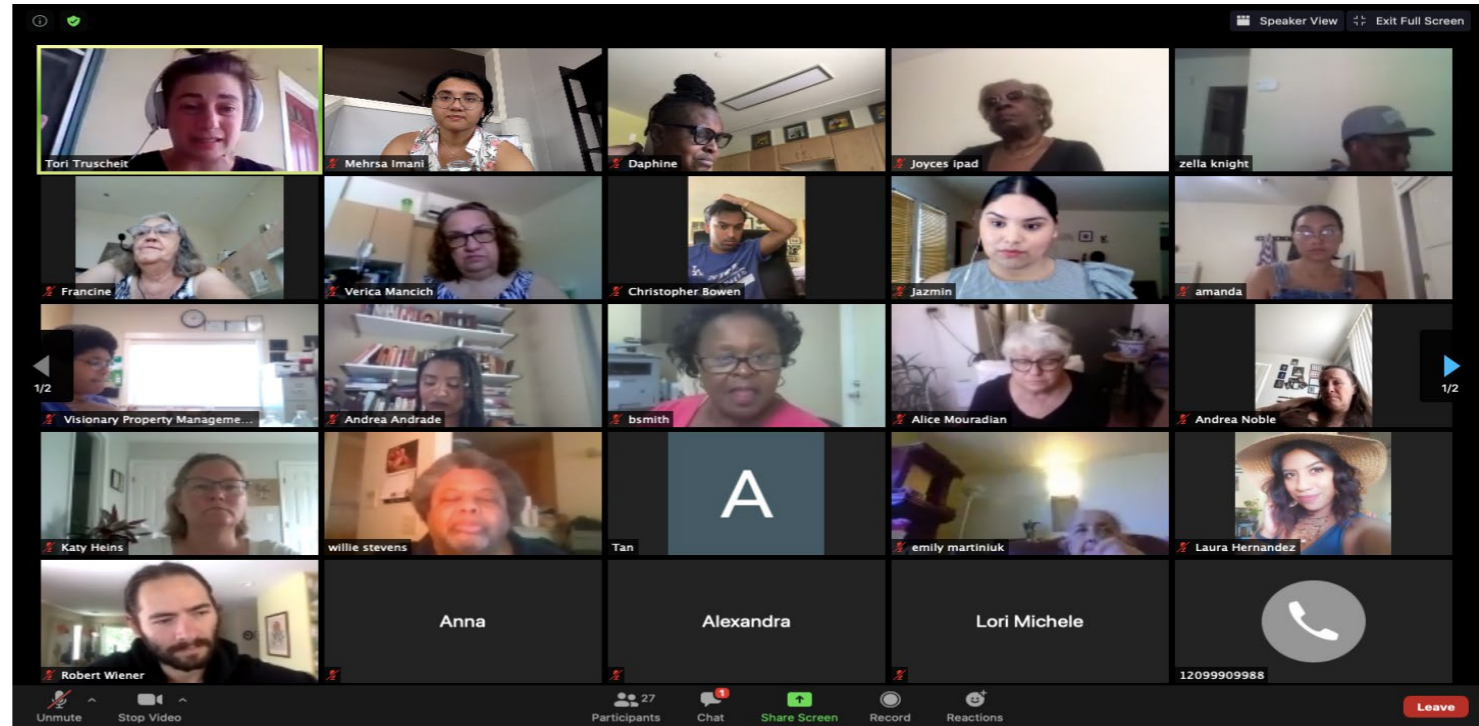 Speaker View
Exit Full Screen
Tori Truscheit
Mehrsa Imani
Daphine
Joyces ipad
zella knight
Francine
Verica Mancich
Christopher Bowen
Jazmin
amanda
1/2
Visionary Property Manageme...
Andrea Andrade
bsmith
Alice Mouradian
Andrea Noble
1/2
Katy Heins
willie stevens
A
Tan
emily martiniuk
Laura Hernandez
Robert Wiener
Anna
Alexandra
Lori Michele
12099909988
Unmute
Stop Video
27
Participants
1
Chat
Share Screen
Record
Reactions
Leave